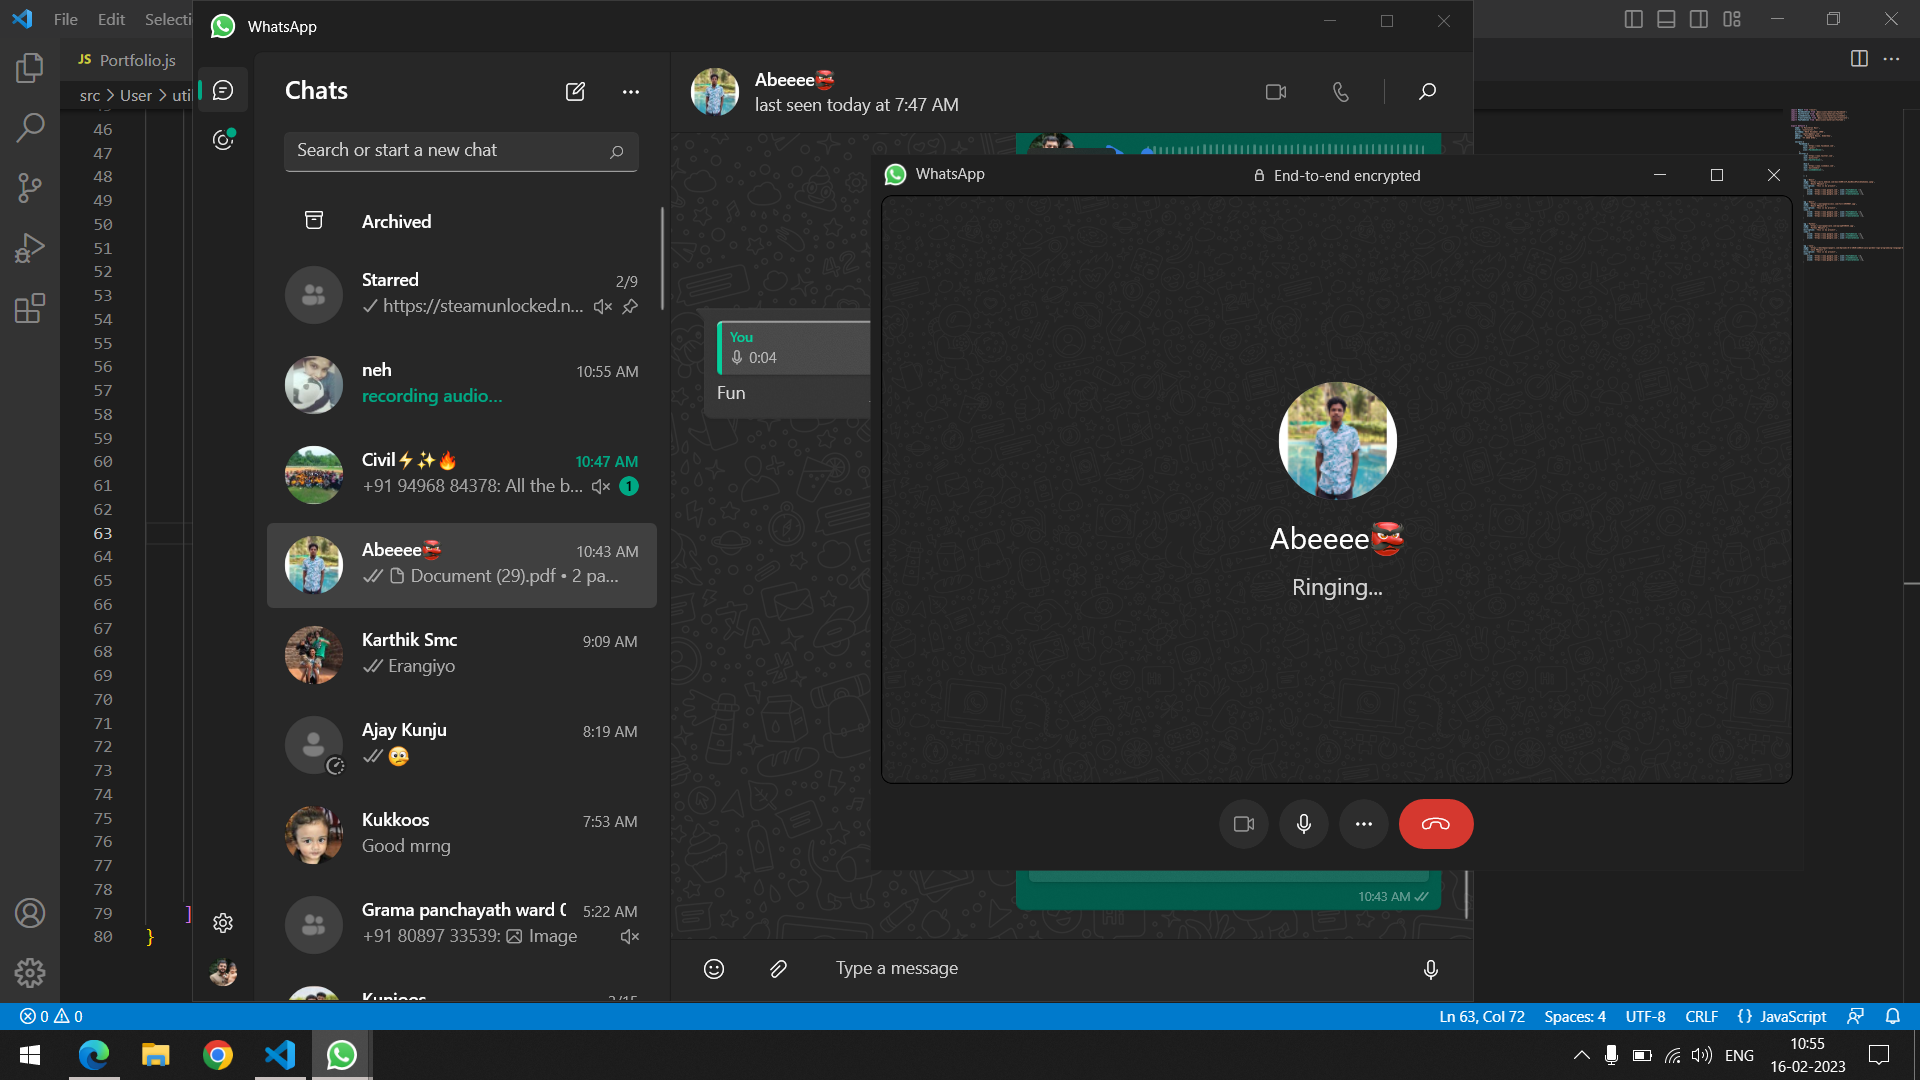 File Edit Selecti
JS Portfolio.js
src > User > uti
46
47
48
49
50
51
52
53
54
55
56
57
58
59
60
61
62
63
64
65
66
67
68
69
70
71
72
73
74
75
76
77
78
79 ]
80 }
WhatsApp
Chats
Search or start a new chat
Archived
Starred 2/9
https://steamunlocked.n...
neh 10:55 AM
recording audio...
Civil⚡✨🔥 10:47 AM
+91 94968 84378: All the b... 1
Abeeee👺 10:43 AM
Document (29).pdf • 2 pa...
Karthik Smc 9:09 AM
Erangiyo
Ajay Kunju 8:19 AM
Kukkoos 7:53 AM
Good mrng
Grama panchayath ward 5:22 AM
+91 80897 33539: Image
Abeeee👺
last seen today at 7:47 AM
You
0:04
Fun
10:43 AM
Type a message
WhatsApp
End-to-end encrypted
Abeeee👺
Ringing...
0 0
Ln 63, Col 72 Spaces: 4 UTF-8 CRLF {} JavaScript
ENG
10:55
16-02-2023